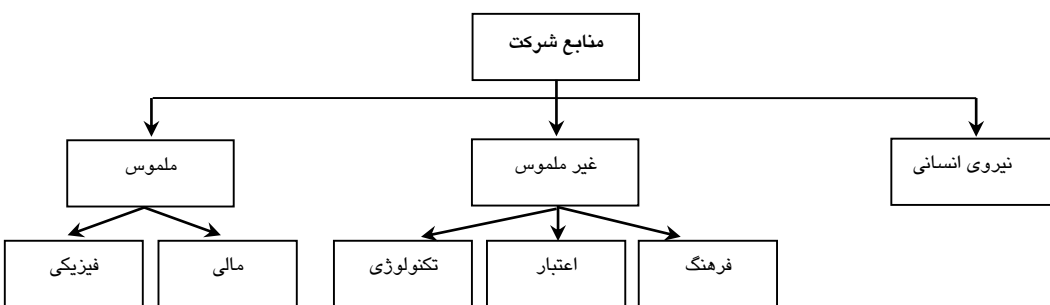 منابع شرکت
نیروی انسانی
غیر ملموس
ملموس
فرهنگ
اعتبار
تکنولوژی
مالی
فیزیکی